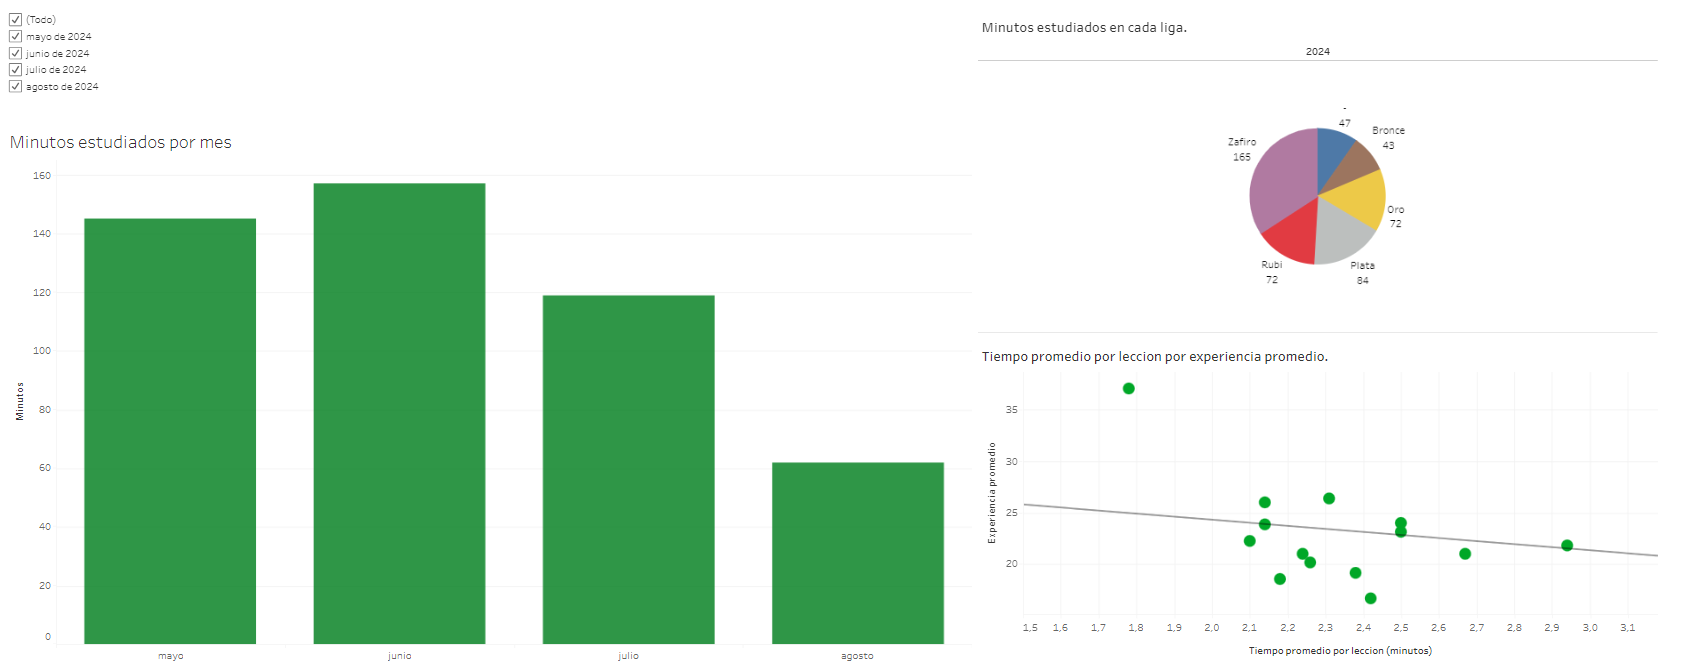 (Todo)
mayo de 2024
junio de 2024
julio de 2024
agosto de 2024
Minutos estudiados por mes
160
140
120
100
80
60
40
20
0
Minutos
mayo
junio
julio
agosto
Minutos estudiados en cada liga.
2024
-
47
Bronce
43
Zafiro
165
Oro
72
Rubi
72
Plata
84
Tiempo promedio por leccion por experiencia promedio.
35
30
25
20
Experiencia promedio
1,5 1,6 1,7 1,8 1,9 2,0 2,1 2,2 2,3 2,4 2,5 2,6 2,7 2,8 2,9 3,0 3,1
Tiempo promedio por leccion (minutos)